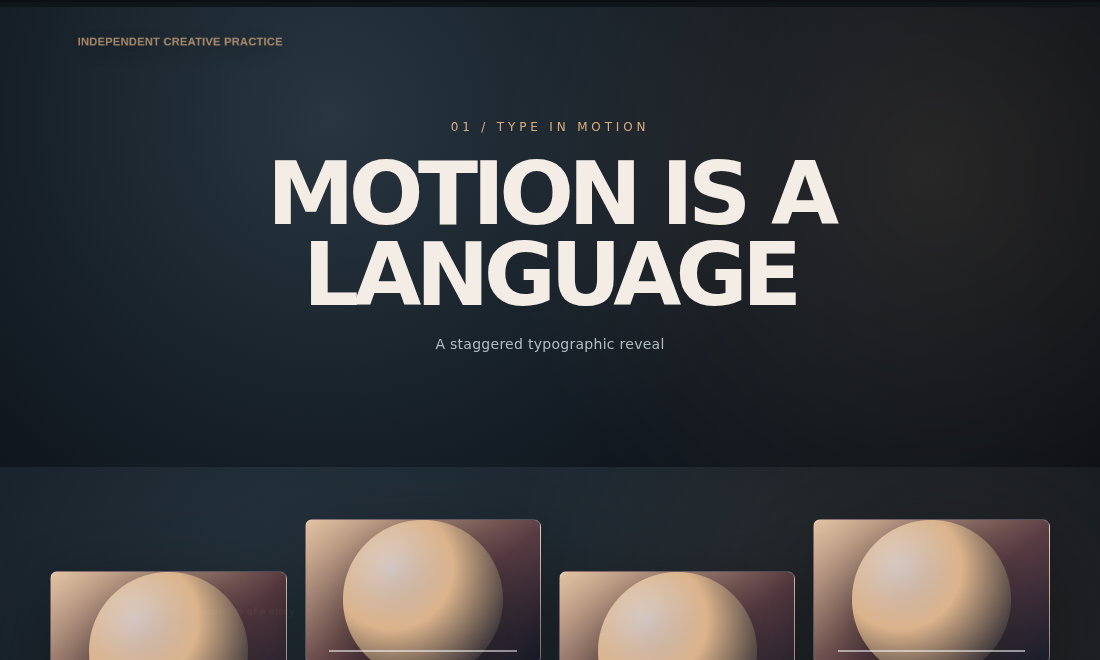 INDEPENDENT CREATIVE PRACTICE
01 / TYPE IN MOTION
MOTION IS A
LANGUAGE
A staggered typographic reveal